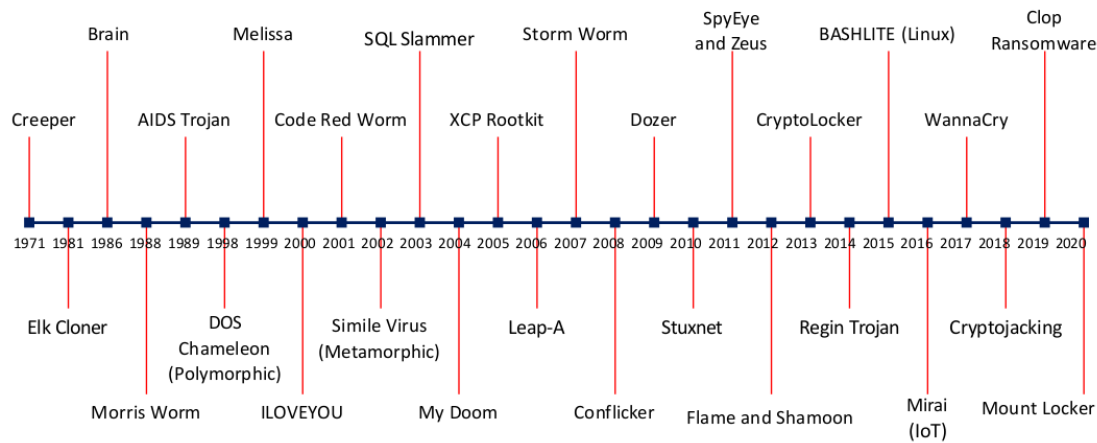 Brain
Melissa
SQL Slammer
Storm Worm
SpyEye
and Zeus
BASHLITE (Linux)
Clop
Ransomware
Creeper
AIDS Trojan
Code Red Worm
XCP Rootkit
Dozer
CryptoLocker
WannaCry
1971 1981 1986 1988 1989 1998 1999 2000 2001 2002 2003 2004 2005 2006 2007 2008 2009 2010 2011 2012 2013 2014 2015 2016 2017 2018 2019 2020
Elk Cloner
DOS
Chameleon
(Polymorphic)
Simile Virus
(Metamorphic)
Leap-A
Stuxnet
Regin Trojan
Cryptojacking
Morris Worm
ILOVEYOU
My Doom
Conflicker
Flame and Shamoon
Mirai
(IoT)
Mount Locker